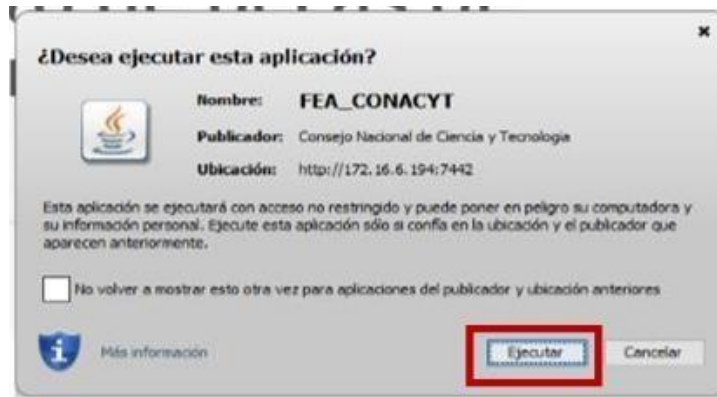 ¿Desea ejecutar esta aplicación?
Nombre: FEA_CONACYT
Publicador: Consejo Nacional de Ciencia y Tecnologia
Ubicación: http://172.16.6.194:7442
Esta aplicación se ejecutará con acceso no restringido y puede poner en peligro su computadora y
su información personal. Ejecute esta aplicación sólo si confía en la ubicación y el publicador que
aparecen anteriormente.
No volver a mostrar esto otra vez para aplicaciones del publicador y ubicación anteriores
Más información
Ejecutar Cancelar